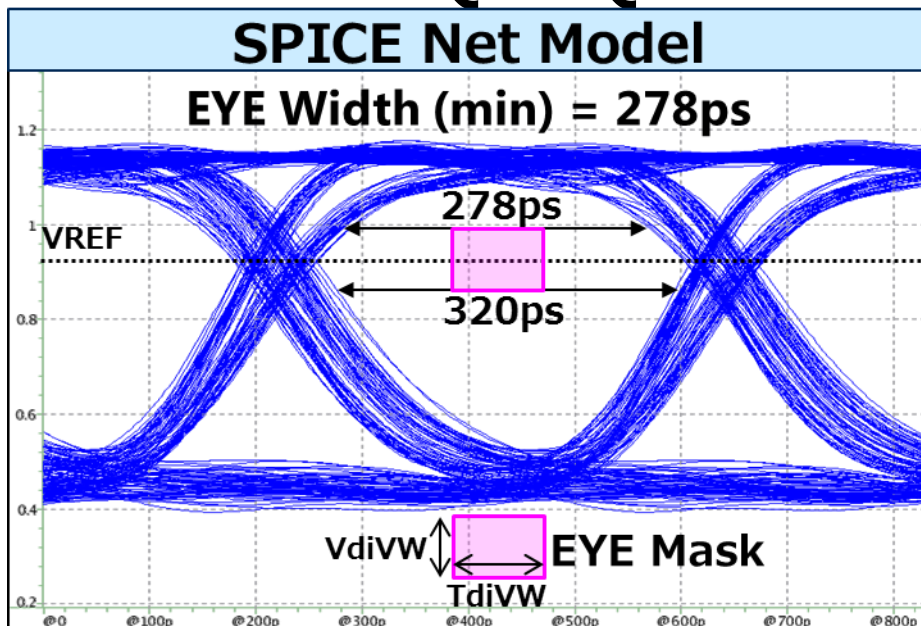 SPICE Net Model
EYE Width (min) = 278ps
1.2
278ps
1
VREF
320ps
0.8
0.6
0.4
VdiVW
EYE Mask
TdiVW
0.2
@0 @100p @200p @300p @400p @500p @600p @700p @800p